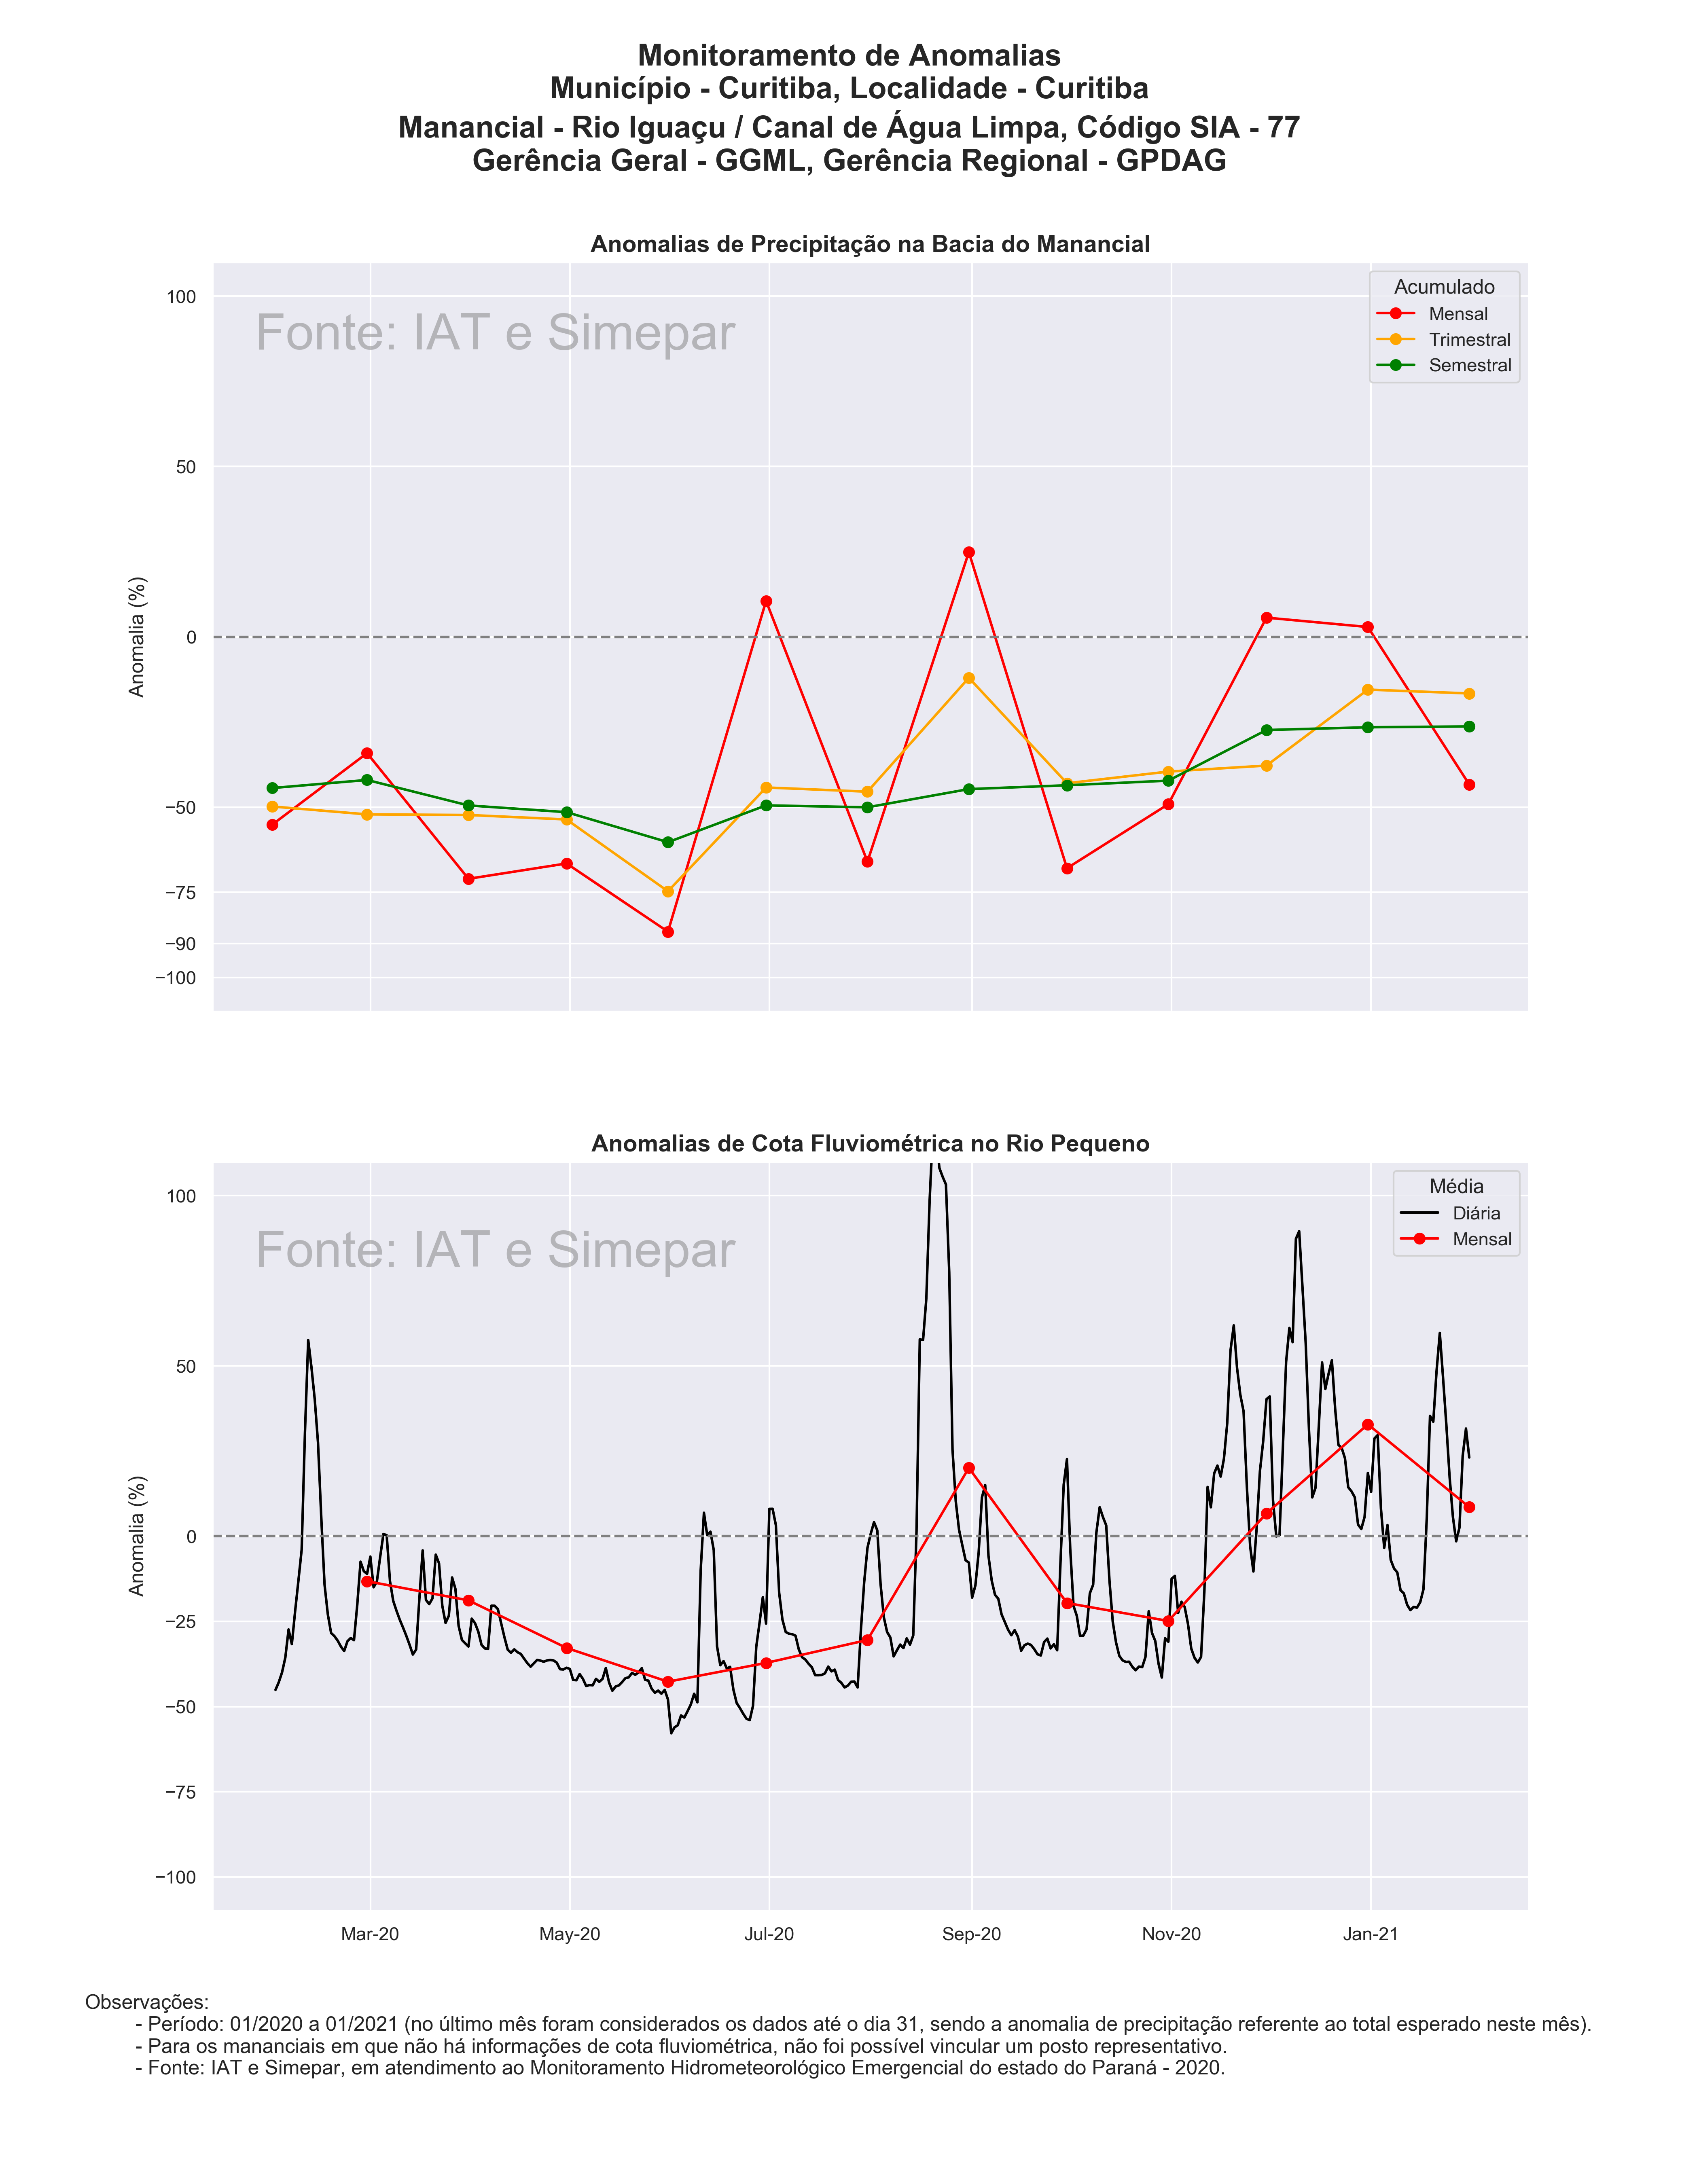 Monitoramento de Anomalias
Município - Curitiba, Localidade - Curitiba
Manancial - Rio Iguaçu / Canal de Água Limpa, Código SIA - 77
Gerência Geral - GGML, Gerência Regional - GPDAG
Anomalias de Precipitação na Bacia do Manancial
Fonte: IAT e Simepar
Acumulado
Mensal
Trimestral
Semestral
Anomalia (%)
100
50
0
−50
−75
−90
−100
Anomalias de Cota Fluviométrica no Rio Pequeno
Fonte: IAT e Simepar
Média
Diária
Mensal
Anomalia (%)
100
50
0
−25
−50
−75
−100
Mar-20 May-20 Jul-20 Sep-20 Nov-20 Jan-21
Observações:
- Período: 01/2020 a 01/2021 (no último mês foram considerados os dados até o dia 31, sendo a anomalia de precipitação referente ao total esperado neste mês).
- Para os mananciais em que não há informações de cota fluviométrica, não foi possível vincular um posto representativo.
- Fonte: IAT e Simepar, em atendimento ao Monitoramento Hidrometeorológico Emergencial do estado do Paraná - 2020.